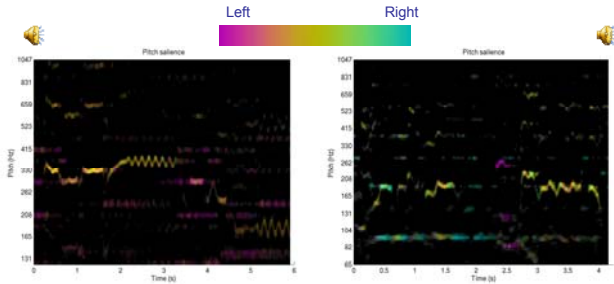 Left Right
Pitch salience
Pitch (Hz)
1047
831
659
523
415
330
262
208
165
131
0 1 2 3 4 5 6
Time (s)
Pitch salience
Pitch (Hz)
1047
831
659
523
415
330
262
208
165
131
104
82
65
0 0.5 1 1.5 2 2.5 3 3.5 4
Time (s)